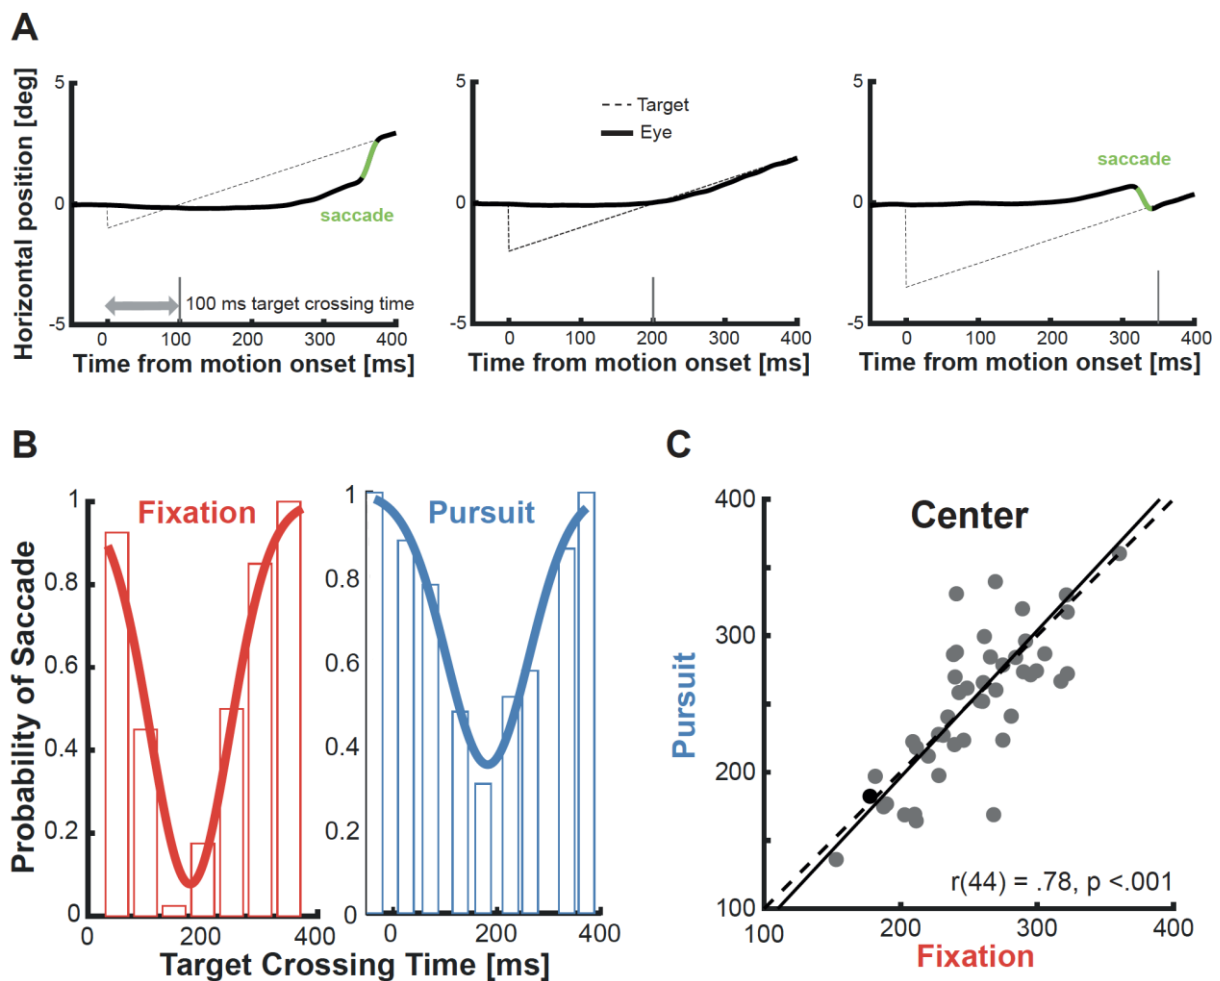 A
Horizontal position [deg]
5
0
-5
saccade
100 ms target crossing time
0 100 200 300 400
Time from motion onset [ms]
5
0
-5
Target
Eye
0 100 200 300 400
Time from motion onset [ms]
5
0
-5
saccade
0 100 200 300 400
Time from motion onset [ms]
B
Probability of Saccade
1
0.8
0.6
0.4
0.2
0
Fixation
0 200 400
1
0.8
0.6
0.4
0.2
0
Pursuit
0 200 400
Target Crossing Time [ms]
C
Pursuit
400
300
200
100
Center
r(44) = .78, p <.001
100 200 300 400
Fixation